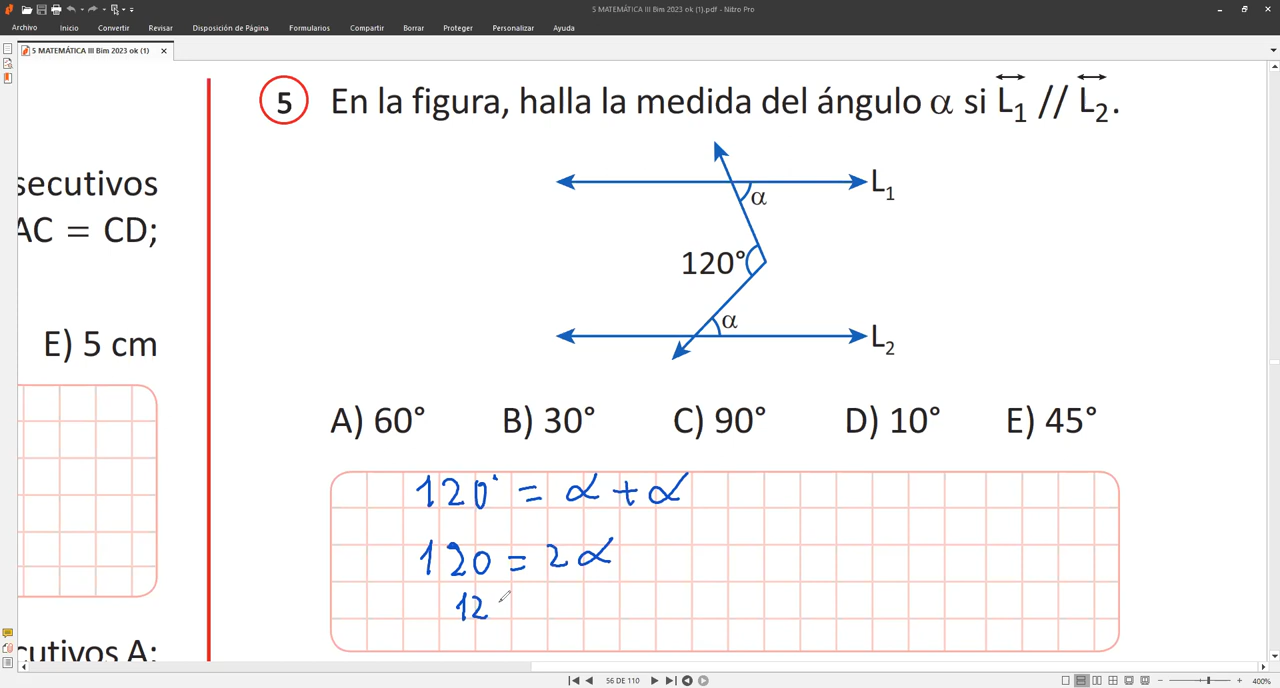 5 MATEMÁTICA III Bim 2023 ok (1).pdf - Nitro Pro
Archivo Inicio Convertir Revisar Disposición de Página Formularios Compartir Borrar Proteger Personalizar Ayuda
5 MATEMÁTICA III Bim 2023 ok (1)
5 En la figura, halla la medida del ángulo α si L1 // L2.
secutivos
AC = CD;
E) 5 cm
cutivos A:
L1
α
120°
α
L2
A) 60° B) 30° C) 90° D) 10° E) 45°
120° = α + α
120 = 2α
12
56 DE 110
400%